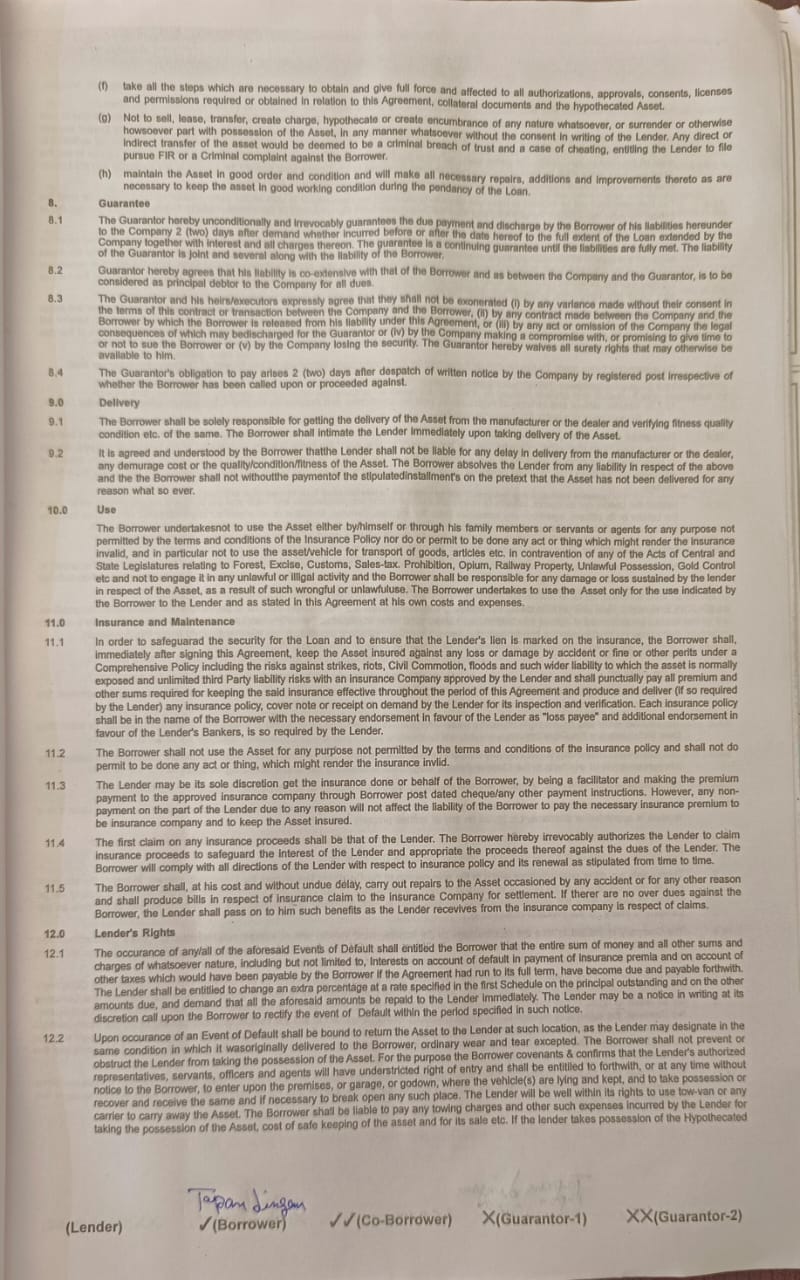 (f) take all the steps which are necessary to obtain and give full force and affected to all authorizations, approvals, consents, licenses
and permissions required or obtained in relation to this Agreement, collateral documents and the hypothecated Asset.
(g) Not to sell, lease, transfer, create charge, hypothecate or create encumbrance of any nature whatsoever, or surrender or otherwise
howsoever part with possession of the Asset, in any manner whatsoever without the consent in writing of the Lender. Any direct or
indirect transfer of the asset would be deemed to be a criminal breach of trust and a case of cheating, entitling the Lender to file
pursue FIR or a Criminal complaint against the Borrower.
(h) maintain the Asset in good order and condition and will make all necessary repairs, additions and improvements thereto as are
necessary to keep the asset in good working condition during the pendancy of the Loan.
8. Guarantee
8.1 The Guarantor hereby unconditionally and irrevocably guarantees the due payment and discharge by the Borrower of his liabilities hereunder
to the Company 2 (two) days after demand whether incurred before or after the date hereof to the full extent of the Loan extended by the
Company together with interest and all charges thereon. The guarantee is a continuing guarantee until the liabilities are fully met. The liability
of the Guarantor is joint and several along with the liability of the Borrower.
8.2 Guarantor hereby agrees that his liability is co-extensive with that of the Borrower and as between the Company and the Guarantor, is to be
considered as principal debtor to the Company for all dues.
8.3 The Guarantor and his heirs/executors expressly agree that they shall not be exonerated (i) by any variance made without their consent in
the terms of this contract or transaction between the Company and the Borrower, (ii) by any contract made between the Company and the
Borrower by which the Borrower is released from his liability under this Agreement, or (iii) by any act or omission of the Company the legal
consequences of which may bedischarged for the Guarantor or (iv) by the Company making a compromise with, or promising to give time to
or not to sue the Borrower or (v) by the Company losing the security. The Guarantor hereby waives all surety rights that may otherwise be
available to him.
8.4 The Guarantor's obligation to pay arises 2 (two) days after despatch of written notice by the Company by registered post irrespective of
whether the Borrower has been called upon or proceeded against.
9.0 Delivery
9.1 The Borrower shall be solely responsible for getting the delivery of the Asset from the manufacturer or the dealer and verifying fitness quality
condition etc. of the same. The Borrower shall intimate the Lender immediately upon taking delivery of the Asset.
9.2 It is agreed and understood by the Borrower thatthe Lender shall not be liable for any delay in delivery from the manufacturer or the dealer,
any demurage cost or the quality/condition/fitness of the Asset. The Borrower absolves the Lender from any liability in respect of the above
and the the Borrower shall not withoutthe paymentof the stipulatedinstallment's on the pretext that the Asset has not been delivered for any
reason what so ever.
10.0 Use
The Borrower undertakesnot to use the Asset either by/himself or through his family members or servants or agents for any purpose not
permitted by the terms and conditions of the Insurance Policy nor do or permit to be done any act or thing which might render the insurance
invalid, and in particular not to use the asset/vehicle for transport of goods, articles etc. in contravention of any of the Acts of Central and
State Legislatures relating to Forest, Excise, Customs, Sales-tax. Prohibition, Opium, Railway Property, Unlawful Possession, Gold Control
etc and not to engage it in any unlawful or illigal activity and the Borrower shall be responsible for any damage or loss sustained by the lender
in respect of the Asset, as a result of such wrongful or unlawfuluse. The Borrower undertakes to use the Asset only for the use indicated by
the Borrower to the Lender and as stated in this Agreement at his own costs and expenses.
11.0 Insurance and Maintenance
11.1 In order to safeguarad the security for the Loan and to ensure that the Lender's lien is marked on the insurance, the Borrower shall,
immediately after signing this Agreement, keep the Asset insured against any loss or damage by accident or fine or other perits under a
Comprehensive Policy including the risks against strikes, riots, Civil Commotion, floods and such wider liability to which the asset is normally
exposed and unlimited third Party liability risks with an insurance Company approved by the Lender and shall punctually pay all premium and
other sums required for keeping the said insurance effective throughout the period of this Agreement and produce and deliver (if so required
by the Lender) any insurance policy, cover note or receipt on demand by the Lender for its inspection and verification. Each insurance policy
shall be in the name of the Borrower with the necessary endorsement in favour of the Lender as "loss payee" and additional endorsement in
favour of the Lender's Bankers, is so required by the Lender.
11.2 The Borrower shall not use the Asset for any purpose not permitted by the terms and conditions of the insurance policy and shall not do
permit to be done any act or thing, which might render the insurance invlid.
11.3 The Lender may be its sole discretion get the insurance done or behalf of the Borrower, by being a facilitator and making the premium
payment to the approved insurance company through Borrower post dated cheque/any other payment instructions. However, any non-
payment on the part of the Lender due to any reason will not affect the liability of the Borrower to pay the necessary insurance premium to
be insurance company and to keep the Asset insured.
11.4 The first claim on any insurance proceeds shall be that of the Lender. The Borrower hereby irrevocably authorizes the Lender to claim
insurance proceeds to safeguard the interest of the Lender and appropriate the proceeds thereof against the dues of the Lender. The
Borrower will comply with all directions of the Lender with respect to insurance policy and its renewal as stipulated from time to time.
11.5 The Borrower shall, at his cost and without undue délay, carry out repairs to the Asset occasioned by any accident or for any other reason
and shall produce bills in respect of insurance claim to the insurance Company for settlement. If therer are no over dues against the
Borrower, the Lender shall pass on to him such benefits as the Lender recevives from the insurance company is respect of claims.
12.0 Lender's Rights
12.1 The occurance of any/all of the aforesaid Events of Default shall entitled the Borrower that the entire sum of money and all other sums and
charges of whatsoever nature, including but not limited to, Interests on account of default in payment of Insurance premia and on account of
other taxes which would have been payable by the Borrower if the Agreement had run to its full term, have become due and payable forthwith.
The Lender shall be entitlied to change an extra percentage at a rate specified in the first Schedule on the principal outstanding and on the other
amounts due, and demand that all the aforesaid amounts be repaid to the Lender immediately. The Lender may be a notice in writing at its
discretion call upon the Borrower to rectify the event of Default within the period specified in such notice.
12.2 Upon occurance of an Event of Default shall be bound to return the Asset to the Lender at such location, as the Lender may designate in the
same condition in which it wasoriginally delivered to the Borrower, ordinary wear and tear excepted. The Borrower shall not prevent or
obstruct the Lender from taking the possession of the Asset. For the purpose the Borrower covenants & confirms that the Lender's authorized
representatives, servants, officers and agents will have understricted right of entry and shall be entitiled to forthwith, or at any time without
notice to the Borrower, to enter upon the premises, or garage, or godown, where the vehicle(s) are lying and kept, and to take possession or
recover and receive the same and if necessary to break open any such place. The Lender will be well within its rights to use tow-van or any
carrier to carry away the Asset. The Borrower shall be liable to pay any towing charges and other such expenses incurred by the Lender for
taking the possession of the Asset, cost of safe keeping of the asset and for its sale etc. If the lender takes possession of the Hypothecated
Tapan
(Lender) ✓(Borrower) ✓✓(Co-Borrower) X(Guarantor-1) XX(Guarantor-2)